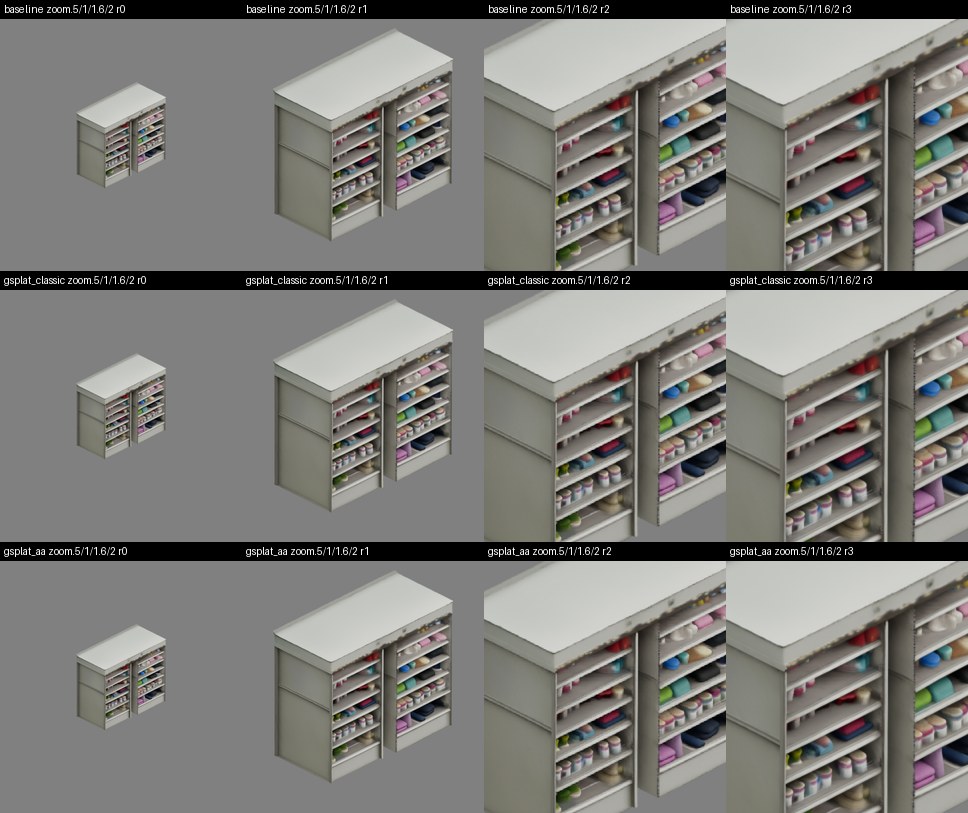 baseline zoom.5/1/1.6/2 r0
baseline zoom.5/1/1.6/2 r1
baseline zoom.5/1/1.6/2 r2
baseline zoom.5/1/1.6/2 r3
gsplat_classic zoom.5/1/1.6/2 r0
gsplat_classic zoom.5/1/1.6/2 r1
gsplat_classic zoom.5/1/1.6/2 r2
gsplat_classic zoom.5/1/1.6/2 r3
gsplat_aa zoom.5/1/1.6/2 r0
gsplat_aa zoom.5/1/1.6/2 r1
gsplat_aa zoom.5/1/1.6/2 r2
gsplat_aa zoom.5/1/1.6/2 r3